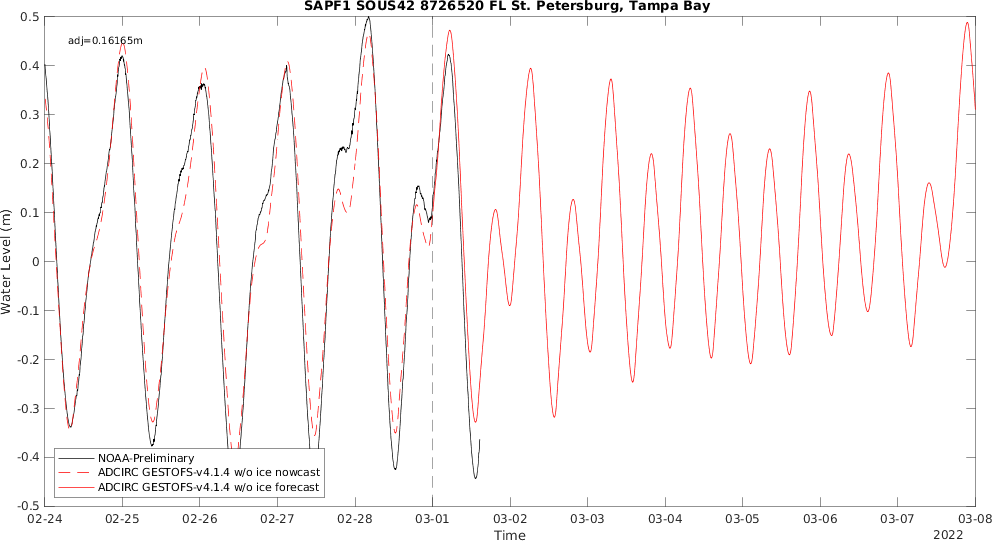 SAPF1 SOUS42 8726520 FL St. Petersburg, Tampa Bay
adj=0.16165m
0.5
0.4
0.3
0.2
0.1
0
-0.1
-0.2
-0.3
-0.4
-0.5
Water Level (m)
NOAA-Preliminary
ADCIRC GESTOFS-v4.1.4 w/o ice nowcast
ADCIRC GESTOFS-v4.1.4 w/o ice forecast
02-24 02-25 02-26 02-27 02-28 03-01 03-02 03-03 03-04 03-05 03-06 03-07 03-08
Time
2022